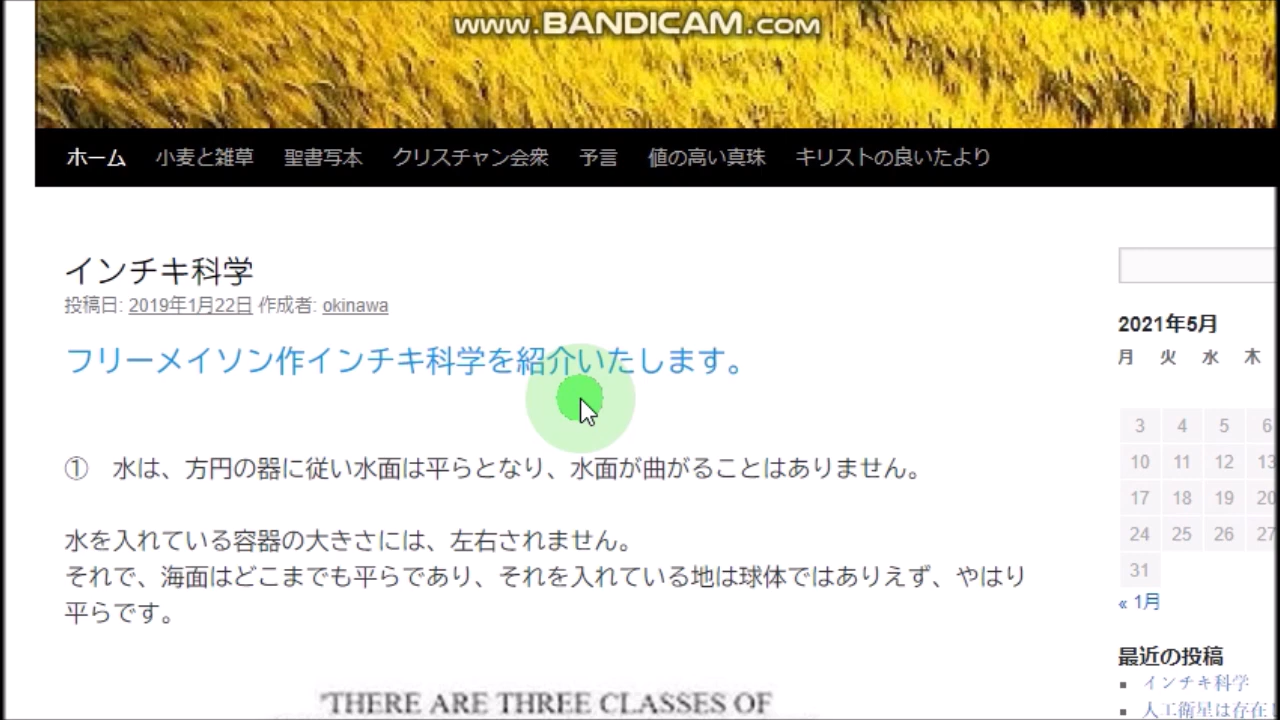 www.BANDICAM.com
ホーム 小麦と雑草 聖書写本 クリスチャン会衆 予言 値の高い真珠 キリストの良いたより
インチキ科学
投稿日: 2019年1月22日 作成者: okinawa
フリーメイソン作インチキ科学を紹介いたします。
① 水は、方円の器に従い水面は平らとなり、水面が曲がることはありません。
水を入れている容器の大きさには、左右されません。
それで、海面はどこまでも平らであり、それを入れている地は球体ではありえず、やはり
平らです。
"THERE ARE THREE CLASSES OF
2021年5月
月 火 水 木
3 4 5 6
10 11 12 13
17 18 19 20
24 25 26 27
31
« 1月
最近の投稿
インチキ科学
人工衛星は存在し